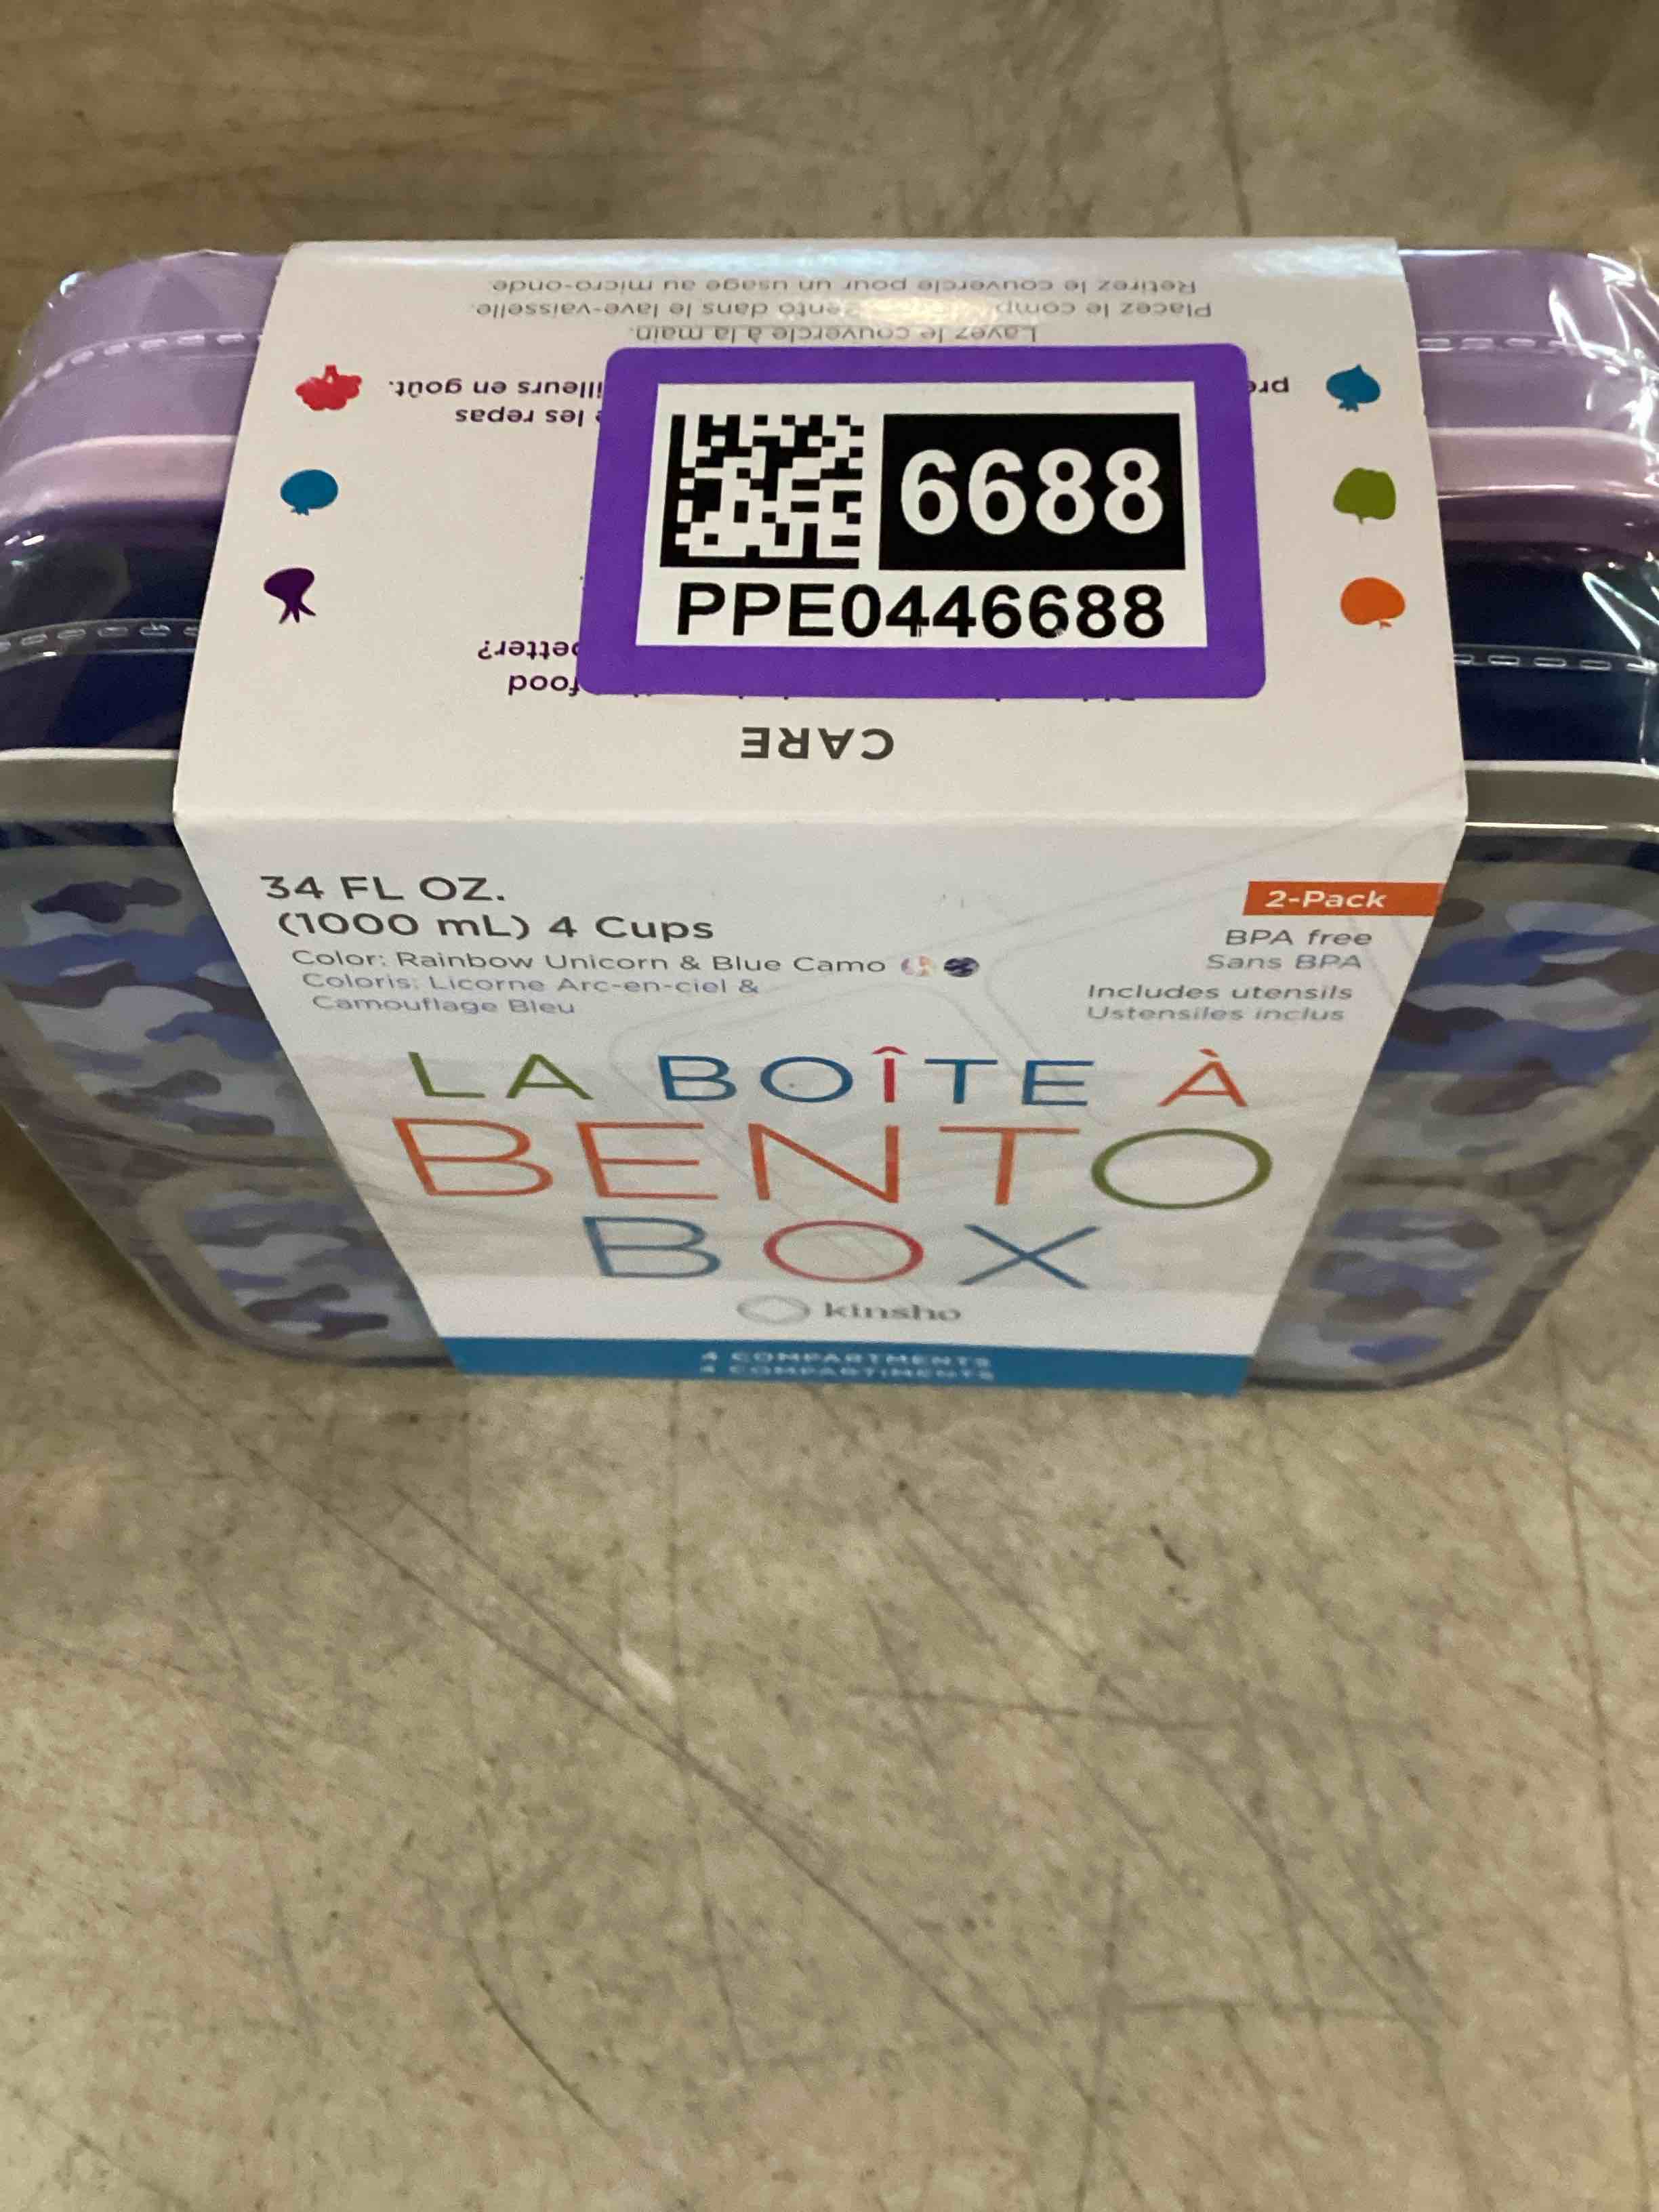 Retirez le couvercle pour un usage au micro-onde
Placez le comp ento dans le lave-vaisselle.
Lavez le couvercle à la main.
illeurs en goût.
les repas
6688
PPE0446688
better?
food
CARE
34 FL OZ.
(1000 mL) 4 Cups
Color: Rainbow Unicorn & Blue Camo
Coloris: Licorne Arc-en-ciel &
Camouflage Bleu
2-Pack
BPA free
Sans BPA
Includes utensils
Ustensiles inclus
LA BOÎTE À
BENTO
BOX
kinsho
4 COMPARTMENTS
4 COMPARTIMENTS